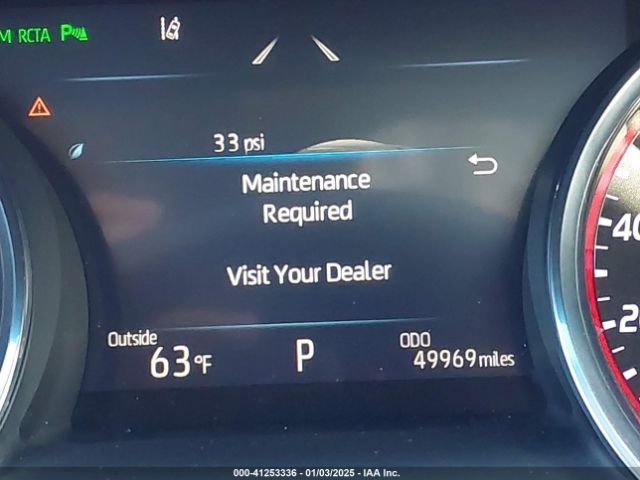 M RCTA P
33 psi
Maintenance
Required
Visit Your Dealer
Outside
63°F
P
ODO
49969 miles
40
20
000-41253336 - 01/03/2025 - IAA Inc.